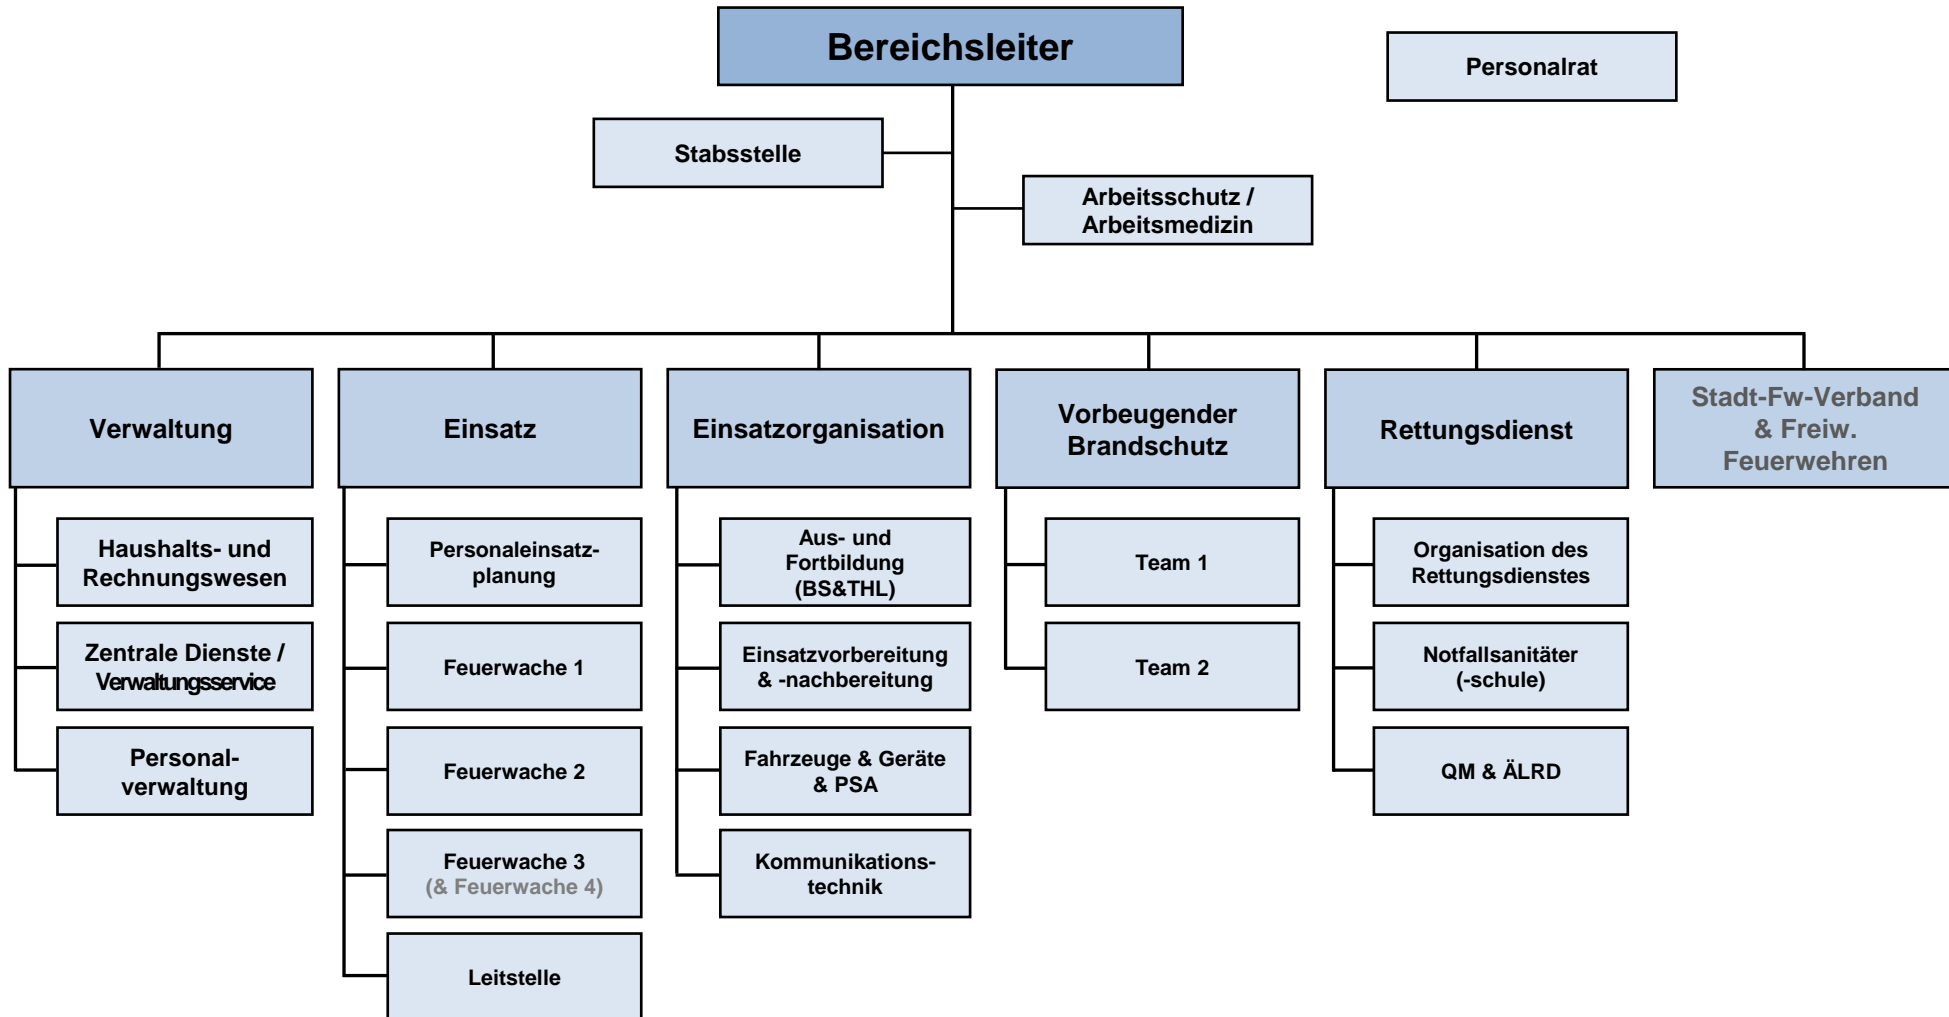 Bereichsleiter
Personalrat
Stabsstelle
Arbeitsschutz /
Arbeitsmedizin
Verwaltung
Einsatz
Einsatzorganisation
Vorbeugender
Brandschutz
Rettungsdienst
Stadt-Fw-Verband
& Freiw.
Feuerwehren
Haushalts- und
Rechnungswesen
Zentrale Dienste /
Verwaltungsservice
Personal-
verwaltung
Personaleinsatz-
planung
Feuerwache 1
Feuerwache 2
Feuerwache 3
(& Feuerwache 4)
Leitstelle
Aus- und
Fortbildung
(BS&THL)
Einsatzvorbereitung
& -nachbereitung
Fahrzeuge & Geräte
& PSA
Kommunikations-
technik
Team 1
Team 2
Organisation des
Rettungsdienstes
Notfallsanitäter
(-schule)
QM & ÄLRD